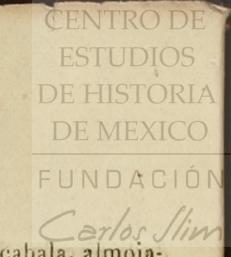 CENTRO DE
ESTUDIOS
DE HISTORIA
DE MEXICO
FUNDACIÓN
Carlos Slim
cabala, almoja-